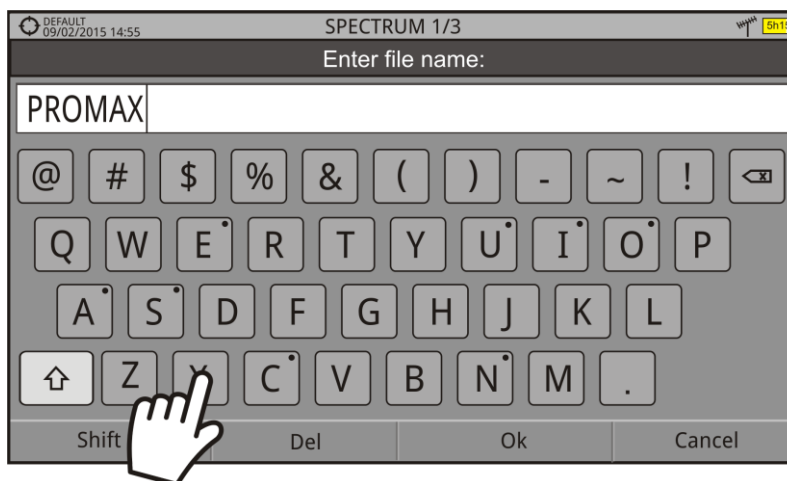 DEFAULT
09/02/2015 14:55
SPECTRUM 1/3
Enter file name:
PROMAX
@ # $ % & ( ) - ~ ! 
Q W E R T Y U I O P
A S D F G H J K L
Z X C V B N M .
Shift Del Ok Cancel